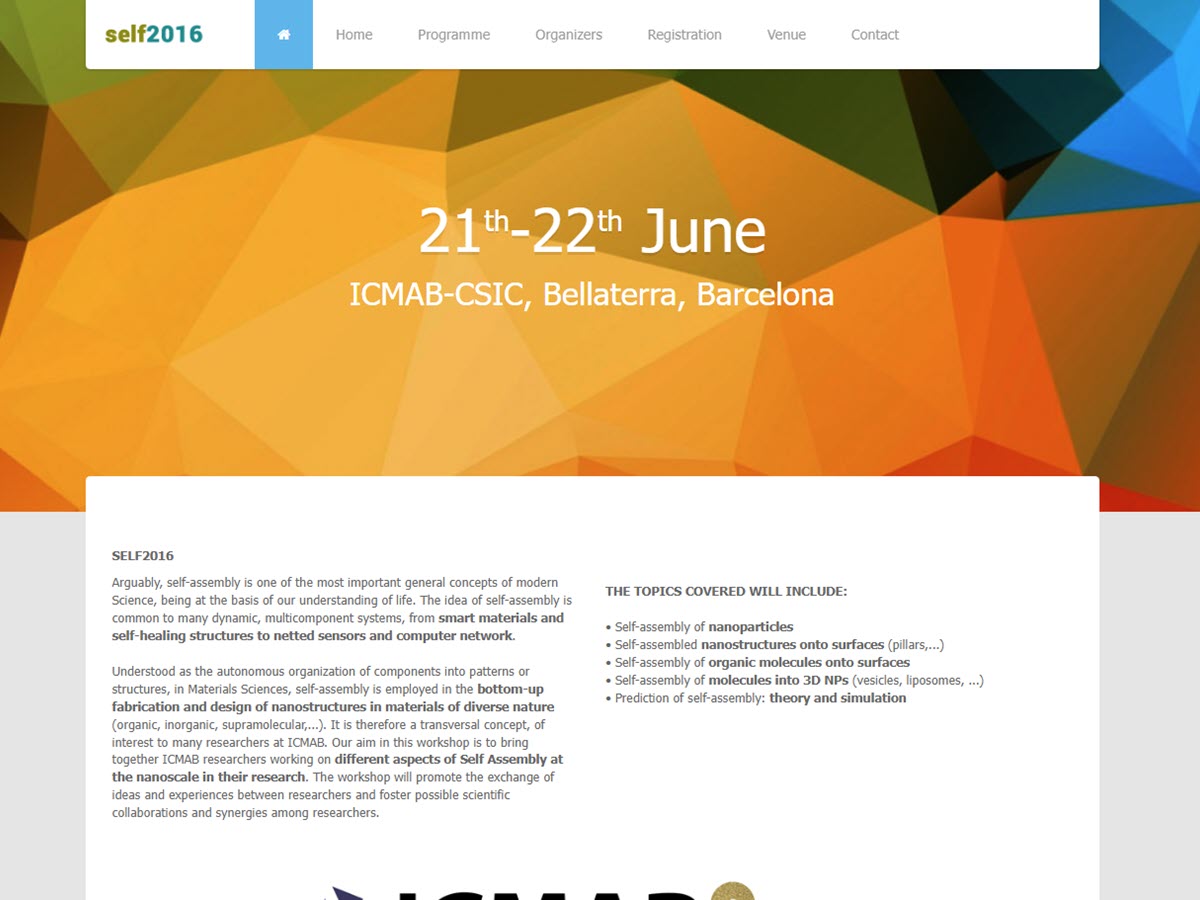 self2016
Home
Programme
Organizers
Registration
Venue
Contact
21th-22th June
ICMAB-CSIC, Bellaterra, Barcelona
SELF2016
Arguably, self-assembly is one of the most important general concepts of modern
Science, being at the basis of our understanding of life. The idea of self-assembly is
common to many dynamic, multicomponent systems, from smart materials and
self-healing structures to netted sensors and computer network.
Understood as the autonomous organization of components into patterns or
structures, in Materials Sciences, self-assembly is employed in the bottom-up
fabrication and design of nanostructures in materials of diverse nature
(organic, inorganic, supramolecular,...). It is therefore a transversal concept, of
interest to many researchers at ICMAB. Our aim in this workshop is to bring
together ICMAB researchers working on different aspects of Self Assembly at
the nanoscale in their research. The workshop will promote the exchange of
ideas and experiences between researchers and foster possible scientific
collaborations and synergies among researchers.
THE TOPICS COVERED WILL INCLUDE:
• Self-assembly of nanoparticles
• Self-assembled nanostructures onto surfaces (pillars,...)
• Self-assembly of organic molecules onto surfaces
• Self-assembly of molecules into 3D NPs (vesicles, liposomes, ...)
• Prediction of self-assembly: theory and simulation
ICMAB